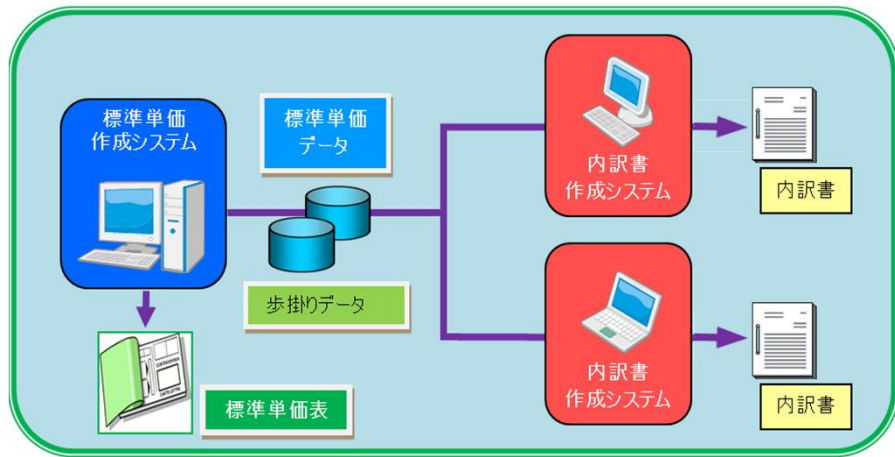 標準単価
作成システム
標準単価
データ
歩掛りデータ
標準単価表
内訳書
作成システム
内訳書
内訳書
作成システム
内訳書